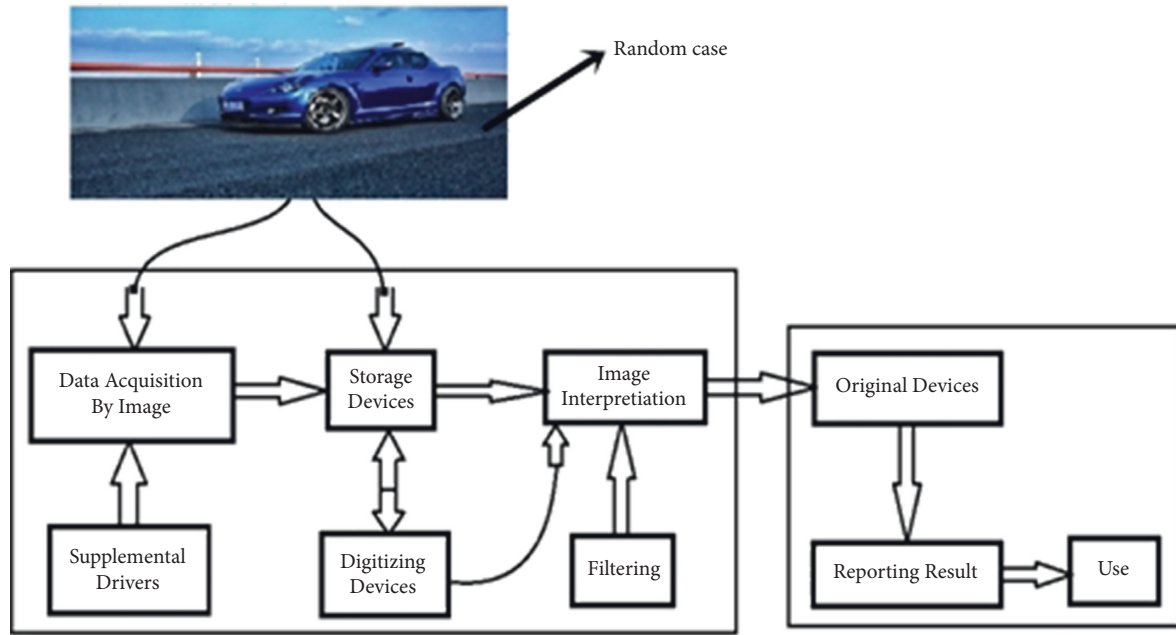 Random case
Data Acquisition
By Image
Storage
Devices
Image
Interpretiation
Original Devices
Supplemental
Drivers
Digitizing
Devices
Filtering
Reporting Result
Use